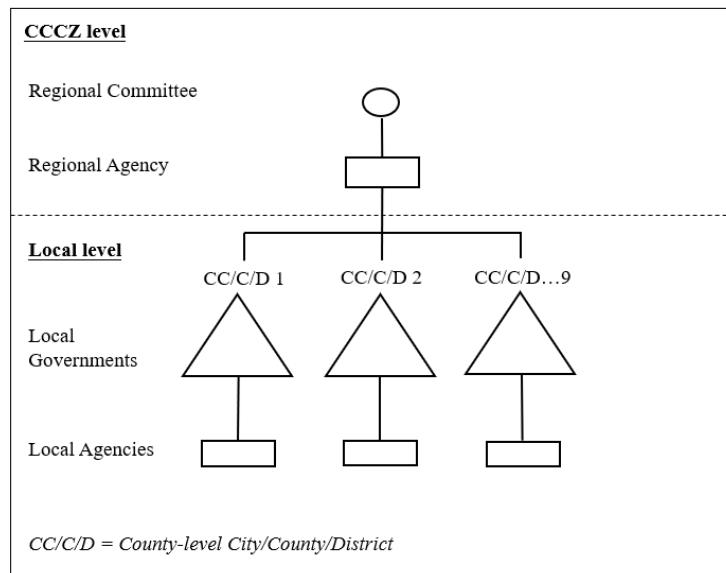 CCCZ level
Regional Committee
Regional Agency
Local level
CC/C/D 1
CC/C/D 2
CC/C/D...9
Local
Governments
Local Agencies
CC/C/D = County-level City/County/District